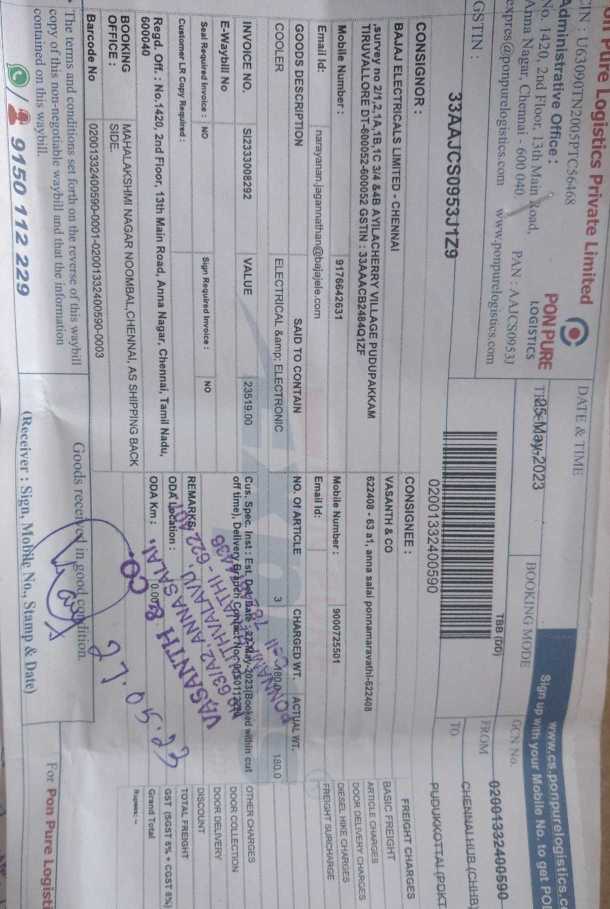 on Pure Logistics Private Limited
CIN : U63090TN2005PTC56468
Administrative Office :
No. 1420, 2nd Floor, 13th Main Road,
Anna Nagar, Chennai - 600 040
PAN : AAJCS0953J
expres@ponpurelogistics.com www.ponpurelogistics.com
GSTIN : 33AAJCS0953J1Z9
PON PURE
LOGISTICS
DATE & TIME
25-May-2023
BOOKING MODE
TBB (DD)
02001332400590
www.cs.ponpurelogistics.c
Sign up with your Mobile No. to get PO
GCN No. 02001332400590
FROM CHENNAI HUB (CHHB)
TO PUDUKKOTTAI (PDKT
CONSIGNOR :
BAJAJ ELECTRICALS LIMITED - CHENNAI
,survey no 2/1,2,1A,1B,1C 3/4 &4B AYILACHERRY VILLAGE PUDUPAKKAM
TIRUVALLORE DT-600052-600052 GSTIN : 33AAACB2484Q1ZF
Mobile Number : 9176642631
Email Id: narayanan.jagannathan@bajajele.com
CONSIGNEE :
VASANTH & CO
622408 - 63 a1, anna salai ponnamaravathi-622408
Mobile Number : 9000725501
Email Id:
GOODS DESCRIPTION SAID TO CONTAIN NO. OF ARTICLE CHARGED WT. ACTUAL WT.
COOLER ELECTRICAL &amp; ELECTRONIC 3 180.0
INVOICE NO. SI2333008292 VALUE 23519.00
E-Waybill No
Seal Required Invoice : NO Sign Required Invoice : NO
Customer LR Copy Required :
Regd. Off. : No.1420, 2nd Floor, 13th Main Road, Anna Nagar, Chennai, Tamil Nadu,
600040
BOOKING OFFICE : MAHALAKSHMI NAGAR NOOMBAL,CHENNAI, AS SHIPPING BACK
SIDE.
Barcode No 02001332400590-0001-02001332400590-0003
Cus. Spec. Inst : Est. Del. Date : 27-May-2023(Booked within cut
off time), Delivery Branch Contact No:
REMARKS
ODA Location :
ODA Km : 0.00
VASANTH & CO.
63/A2, ANNA SALAI,
FREIGHT CHARGES
BASIC FREIGHT
ARTICLE CHARGES
DOOR DELIVERY CHARGES
DIESEL HIKE CHARGES
FREIGHT SURCHARGE
OTHER CHARGES
DOOR COLLECTION
DOOR DELIVERY
DISCOUNT
TOTAL FREIGHT
GST (SGST 6% + CGST 6%)
Grand Total
Rupees: -
The terms and conditions set forth on the reverse of this waybill
copy of this non-negotiable waybill and that the information
contained on this waybill.
Goods received in good condition.
9150 112 229
(Receiver : Sign, Mobile No., Stamp & Date)
For Pon Pure Logisti